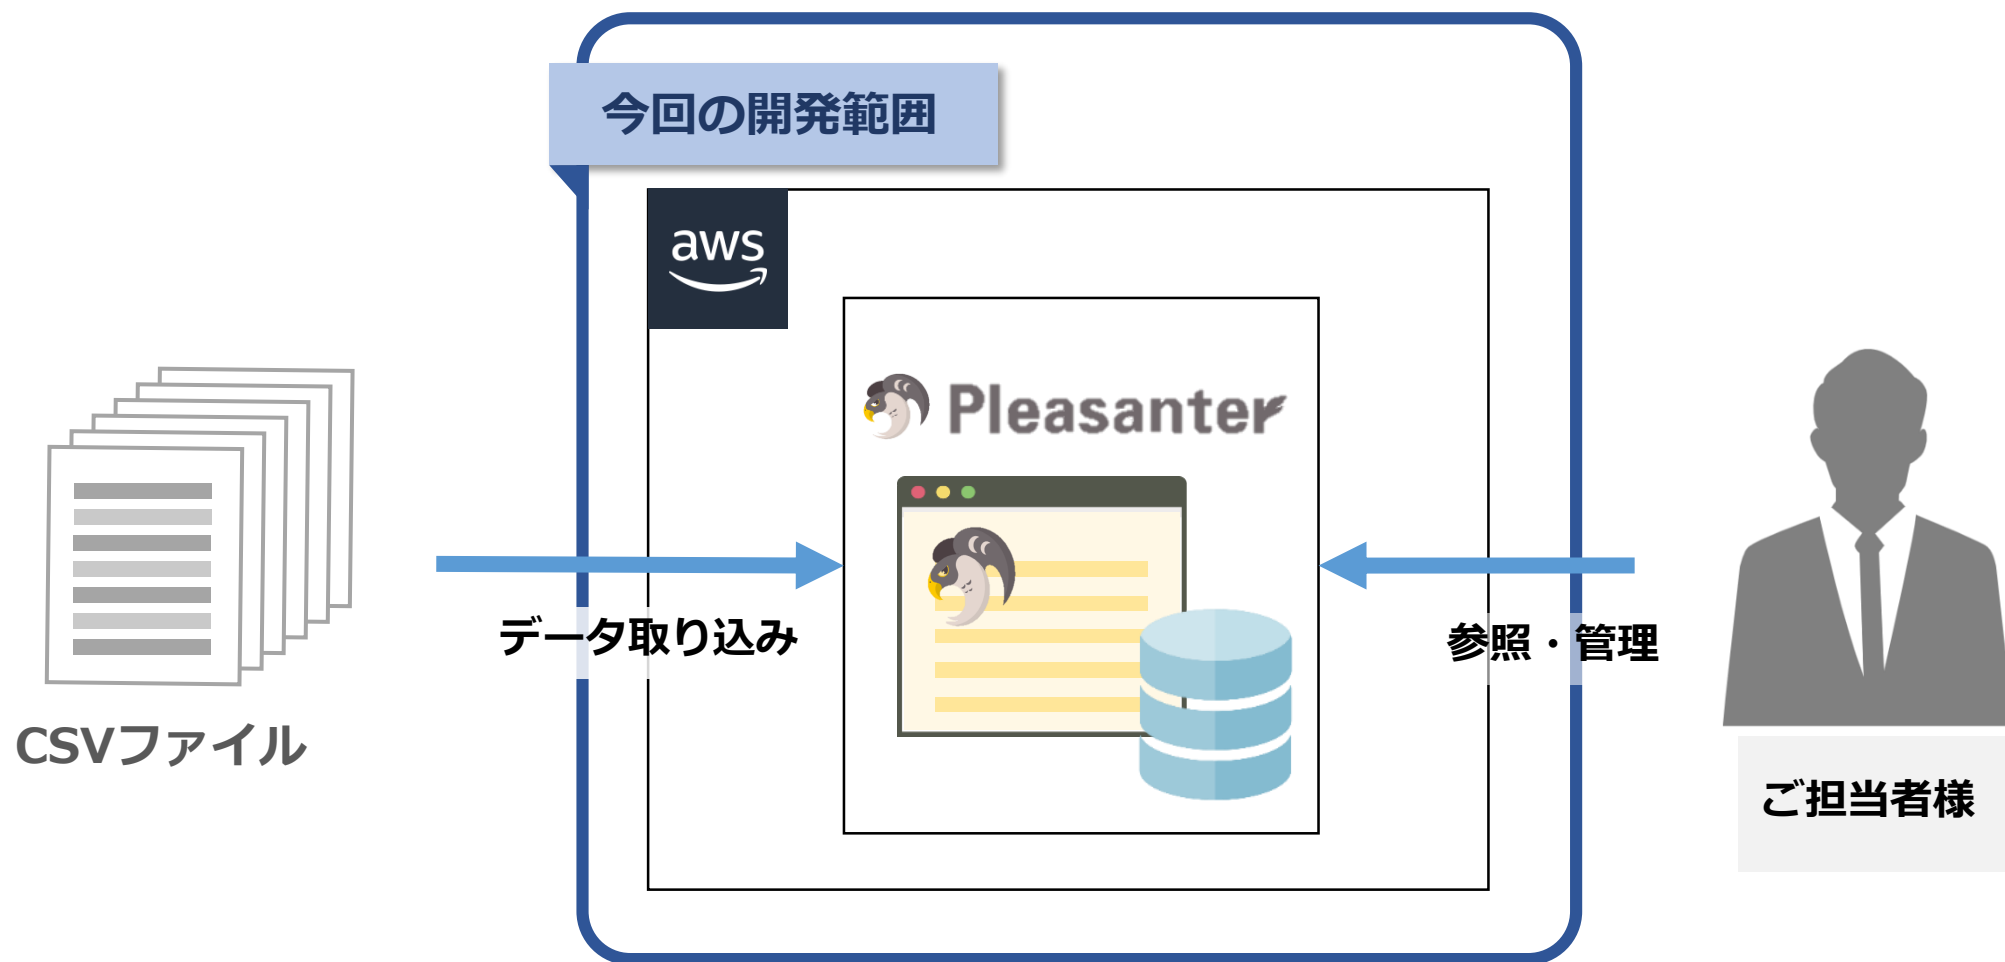 今回の開発範囲
aws
Pleasanter
データ取り込み
参照・管理
CSVファイル
ご担当者様